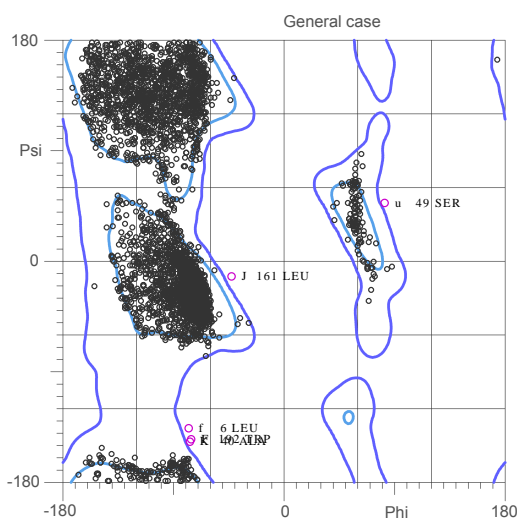 General case
180
Psi
u 49 SER
0
J 161 LEU
f 6 LEU
-180
-180
0
Phi
180